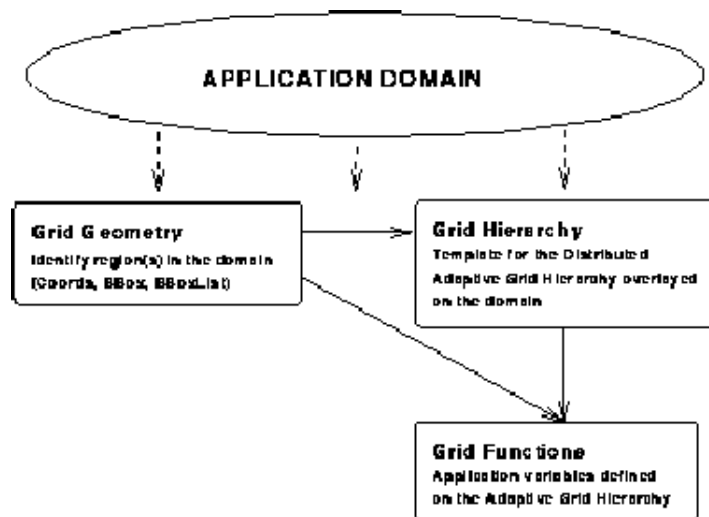 APPLICATION DOMAIN
Grid Geometry
Identify region(s) in the domain
(Coords, BBox, BBoxList)
Grid Hierarchy
Template for the Distributed
Adaptive Grid Hierarchy overlayed
on the domain
Grid Functions
Application variables defined
on the Adaptive Grid Hierarchy